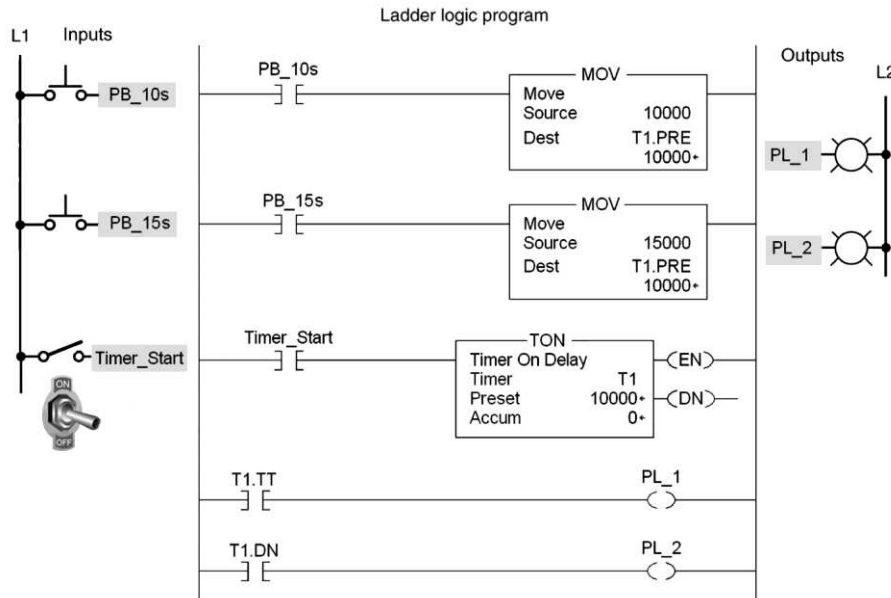 Ladder logic program
L1 Inputs
Outputs
L2
PB_10s
PB_10s
MOV
Move
Source 10000
Dest T1.PRE
10000
PL_1
PB_15s
PB_15s
MOV
Move
Source 15000
Dest T1.PRE
10000
PL_2
Timer_Start
Timer_Start
TON
Timer On Delay
Timer T1
Preset 10000
Accum 0
EN
DN
ON
OFF
T1.TT PL_1
T1.DN PL_2